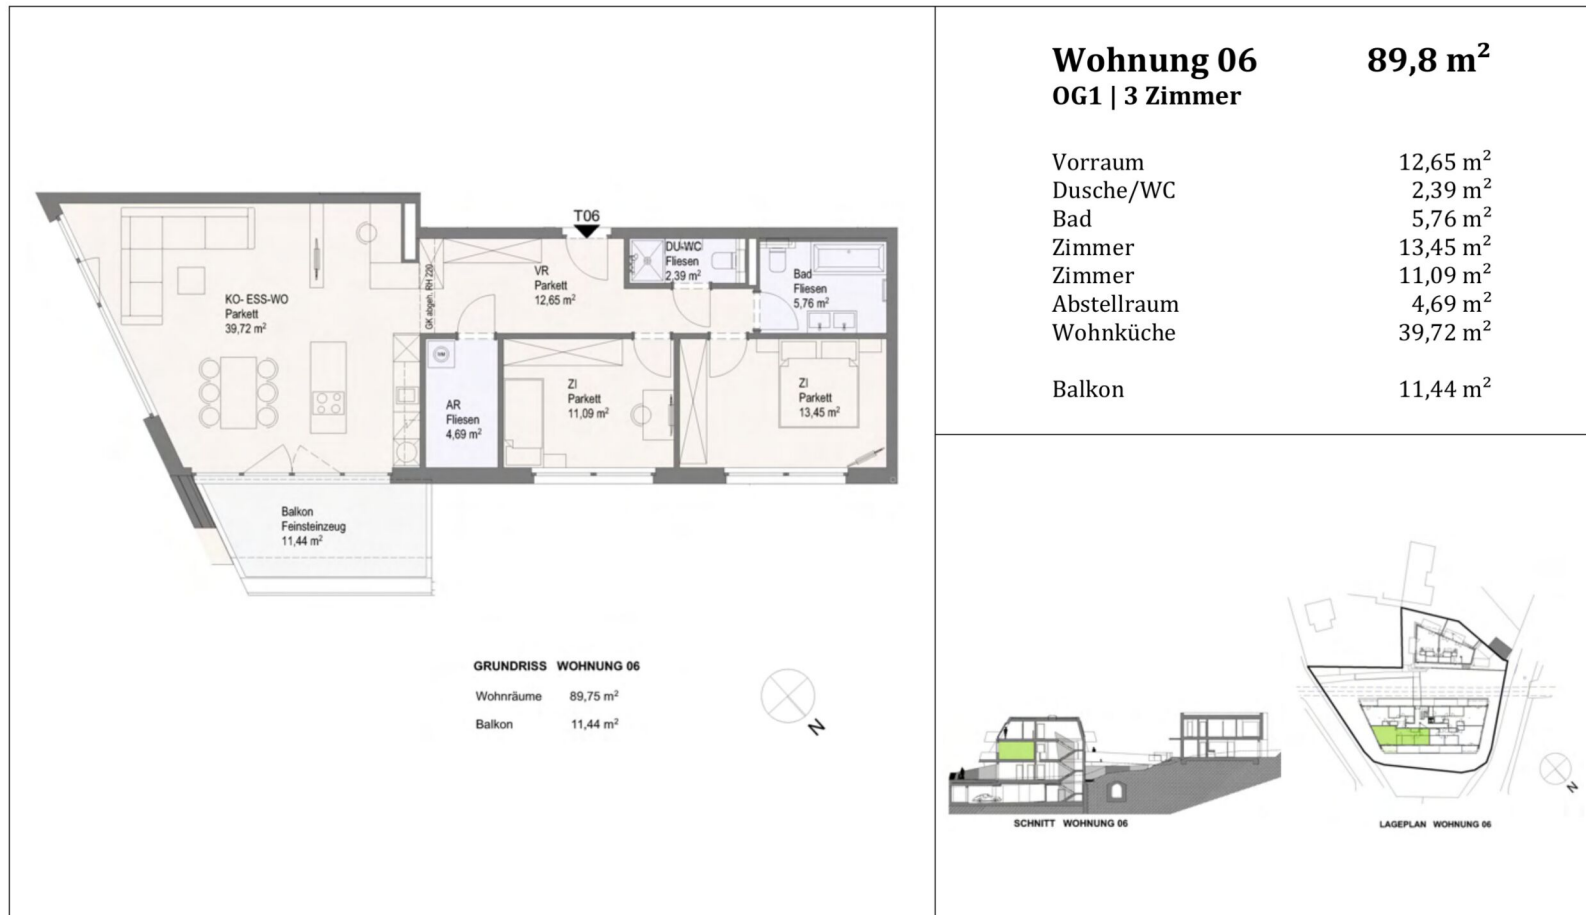 Wohnung 06 89,8 m²
OG1 | 3 Zimmer
Vorraum 12,65 m²
Dusche/WC 2,39 m²
Bad 5,76 m²
Zimmer 13,45 m²
Zimmer 11,09 m²
Abstellraum 4,69 m²
Wohnküche 39,72 m²
Balkon 11,44 m²
T06
KO- ESS-WO
Parkett
39,72 m²
GK abgeh. RH 220
VR
Parkett
12,65 m²
DU-WC
Fliesen
2,39 m²
Bad
Fliesen
5,76 m²
AR
Fliesen
4,69 m²
ZI
Parkett
11,09 m²
ZI
Parkett
13,45 m²
Balkon
Feinsteinzeug
11,44 m²
GRUNDRISS WOHNUNG 06
Wohnräume 89,75 m²
Balkon 11,44 m²
N
SCHNITT WOHNUNG 06
LAGEPLAN WOHNUNG 06
N